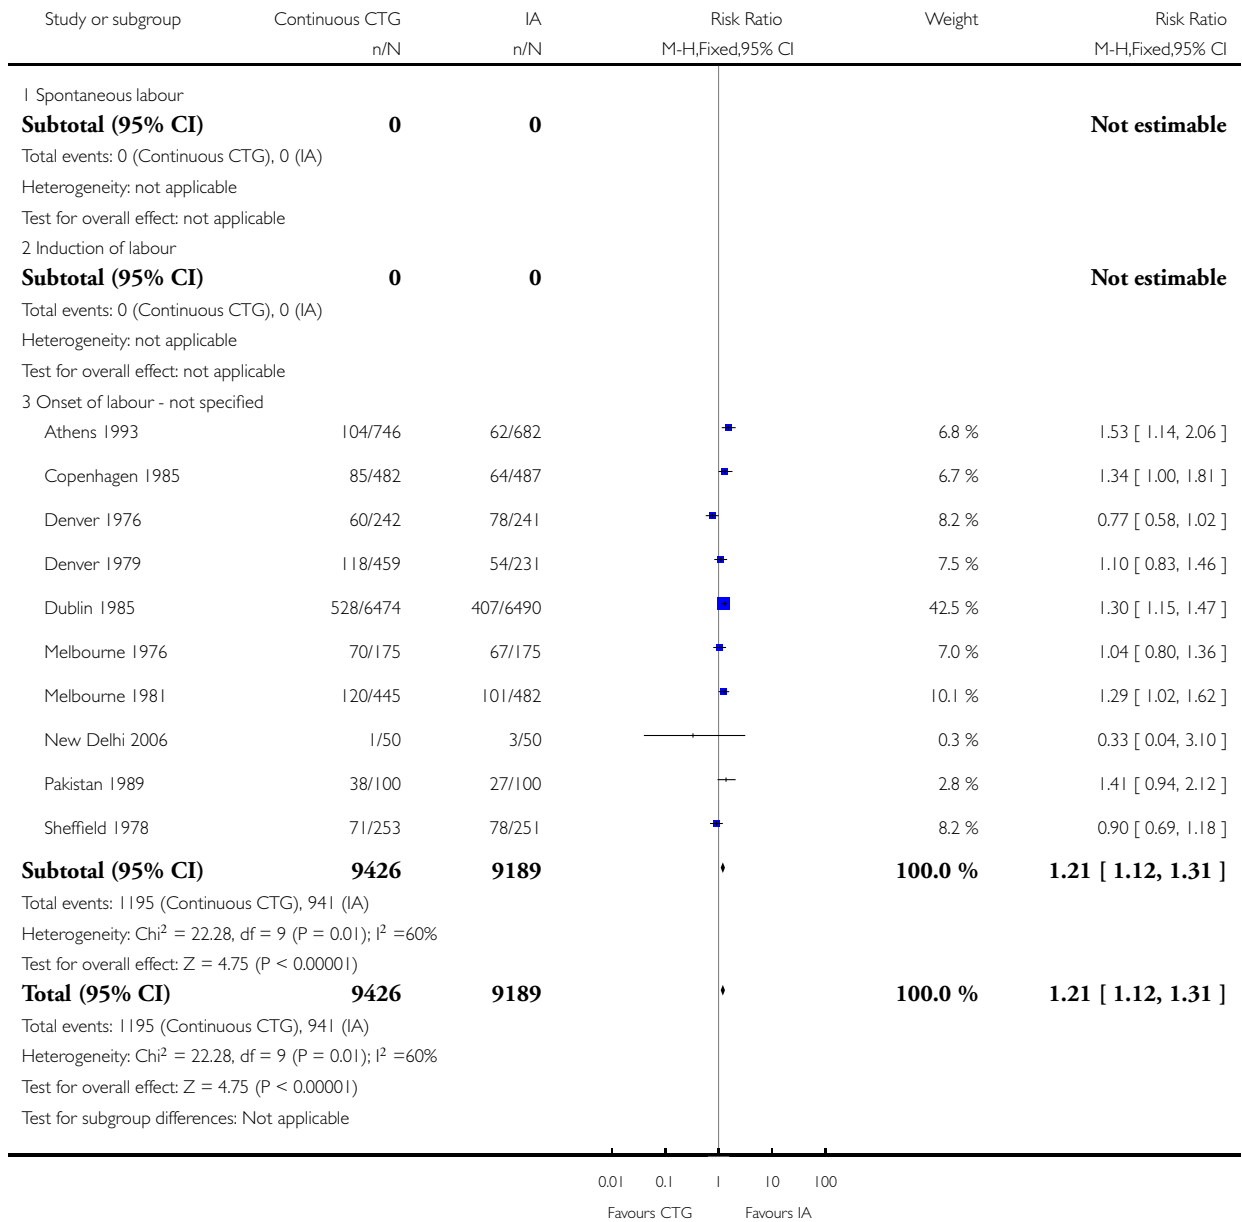 Study or subgroup Continuous CTG IA Risk Ratio Weight Risk Ratio
n/N n/N M-H,Fixed,95% CI M-H,Fixed,95% CI
1 Spontaneous labour
Subtotal (95% CI) 0 0 Not estimable
Total events: 0 (Continuous CTG), 0 (IA)
Heterogeneity: not applicable
Test for overall effect: not applicable
2 Induction of labour
Subtotal (95% CI) 0 0 Not estimable
Total events: 0 (Continuous CTG), 0 (IA)
Heterogeneity: not applicable
Test for overall effect: not applicable
3 Onset of labour - not specified
Athens 1993 104/746 62/682 6.8 % 1.53 [ 1.14, 2.06 ]
Copenhagen 1985 85/482 64/487 6.7 % 1.34 [ 1.00, 1.81 ]
Denver 1976 60/242 78/241 8.2 % 0.77 [ 0.58, 1.02 ]
Denver 1979 118/459 54/231 7.5 % 1.10 [ 0.83, 1.46 ]
Dublin 1985 528/6474 407/6490 42.5 % 1.30 [ 1.15, 1.47 ]
Melbourne 1976 70/175 67/175 7.0 % 1.04 [ 0.80, 1.36 ]
Melbourne 1981 120/445 101/482 10.1 % 1.29 [ 1.02, 1.62 ]
New Delhi 2006 1/50 3/50 0.3 % 0.33 [ 0.04, 3.10 ]
Pakistan 1989 38/100 27/100 2.8 % 1.41 [ 0.94, 2.12 ]
Sheffield 1978 71/253 78/251 8.2 % 0.90 [ 0.69, 1.18 ]
Subtotal (95% CI) 9426 9189 100.0 % 1.21 [ 1.12, 1.31 ]
Total events: 1195 (Continuous CTG), 941 (IA)
Heterogeneity: Chi² = 22.28, df = 9 (P = 0.01); I² =60%
Test for overall effect: Z = 4.75 (P < 0.00001)
Total (95% CI) 9426 9189 100.0 % 1.21 [ 1.12, 1.31 ]
Total events: 1195 (Continuous CTG), 941 (IA)
Heterogeneity: Chi² = 22.28, df = 9 (P = 0.01); I² =60%
Test for overall effect: Z = 4.75 (P < 0.00001)
Test for subgroup differences: Not applicable
0.01 0.1 1 10 100
Favours CTG Favours IA